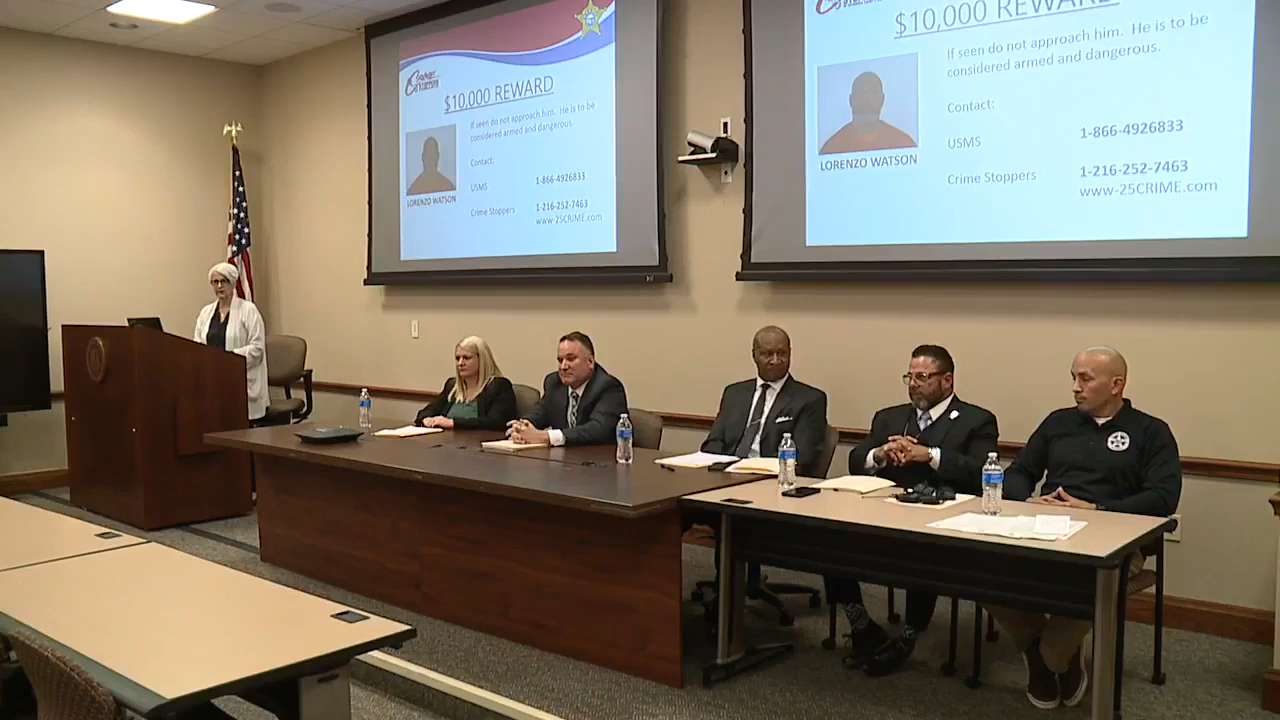 $10,000 REWARD
If seen do not approach him. He is to be
considered armed and dangerous.
Contact:
USMS 1-866-4926833
Crime Stoppers 1-216-252-7463
www-25CRIME.com
LORENZO WATSON
$10,000 REWARD
If seen do not approach him. He is to be
considered armed and dangerous.
Contact:
USMS 1-866-4926833
Crime Stoppers 1-216-252-7463
www-25CRIME.com
LORENZO WATSON